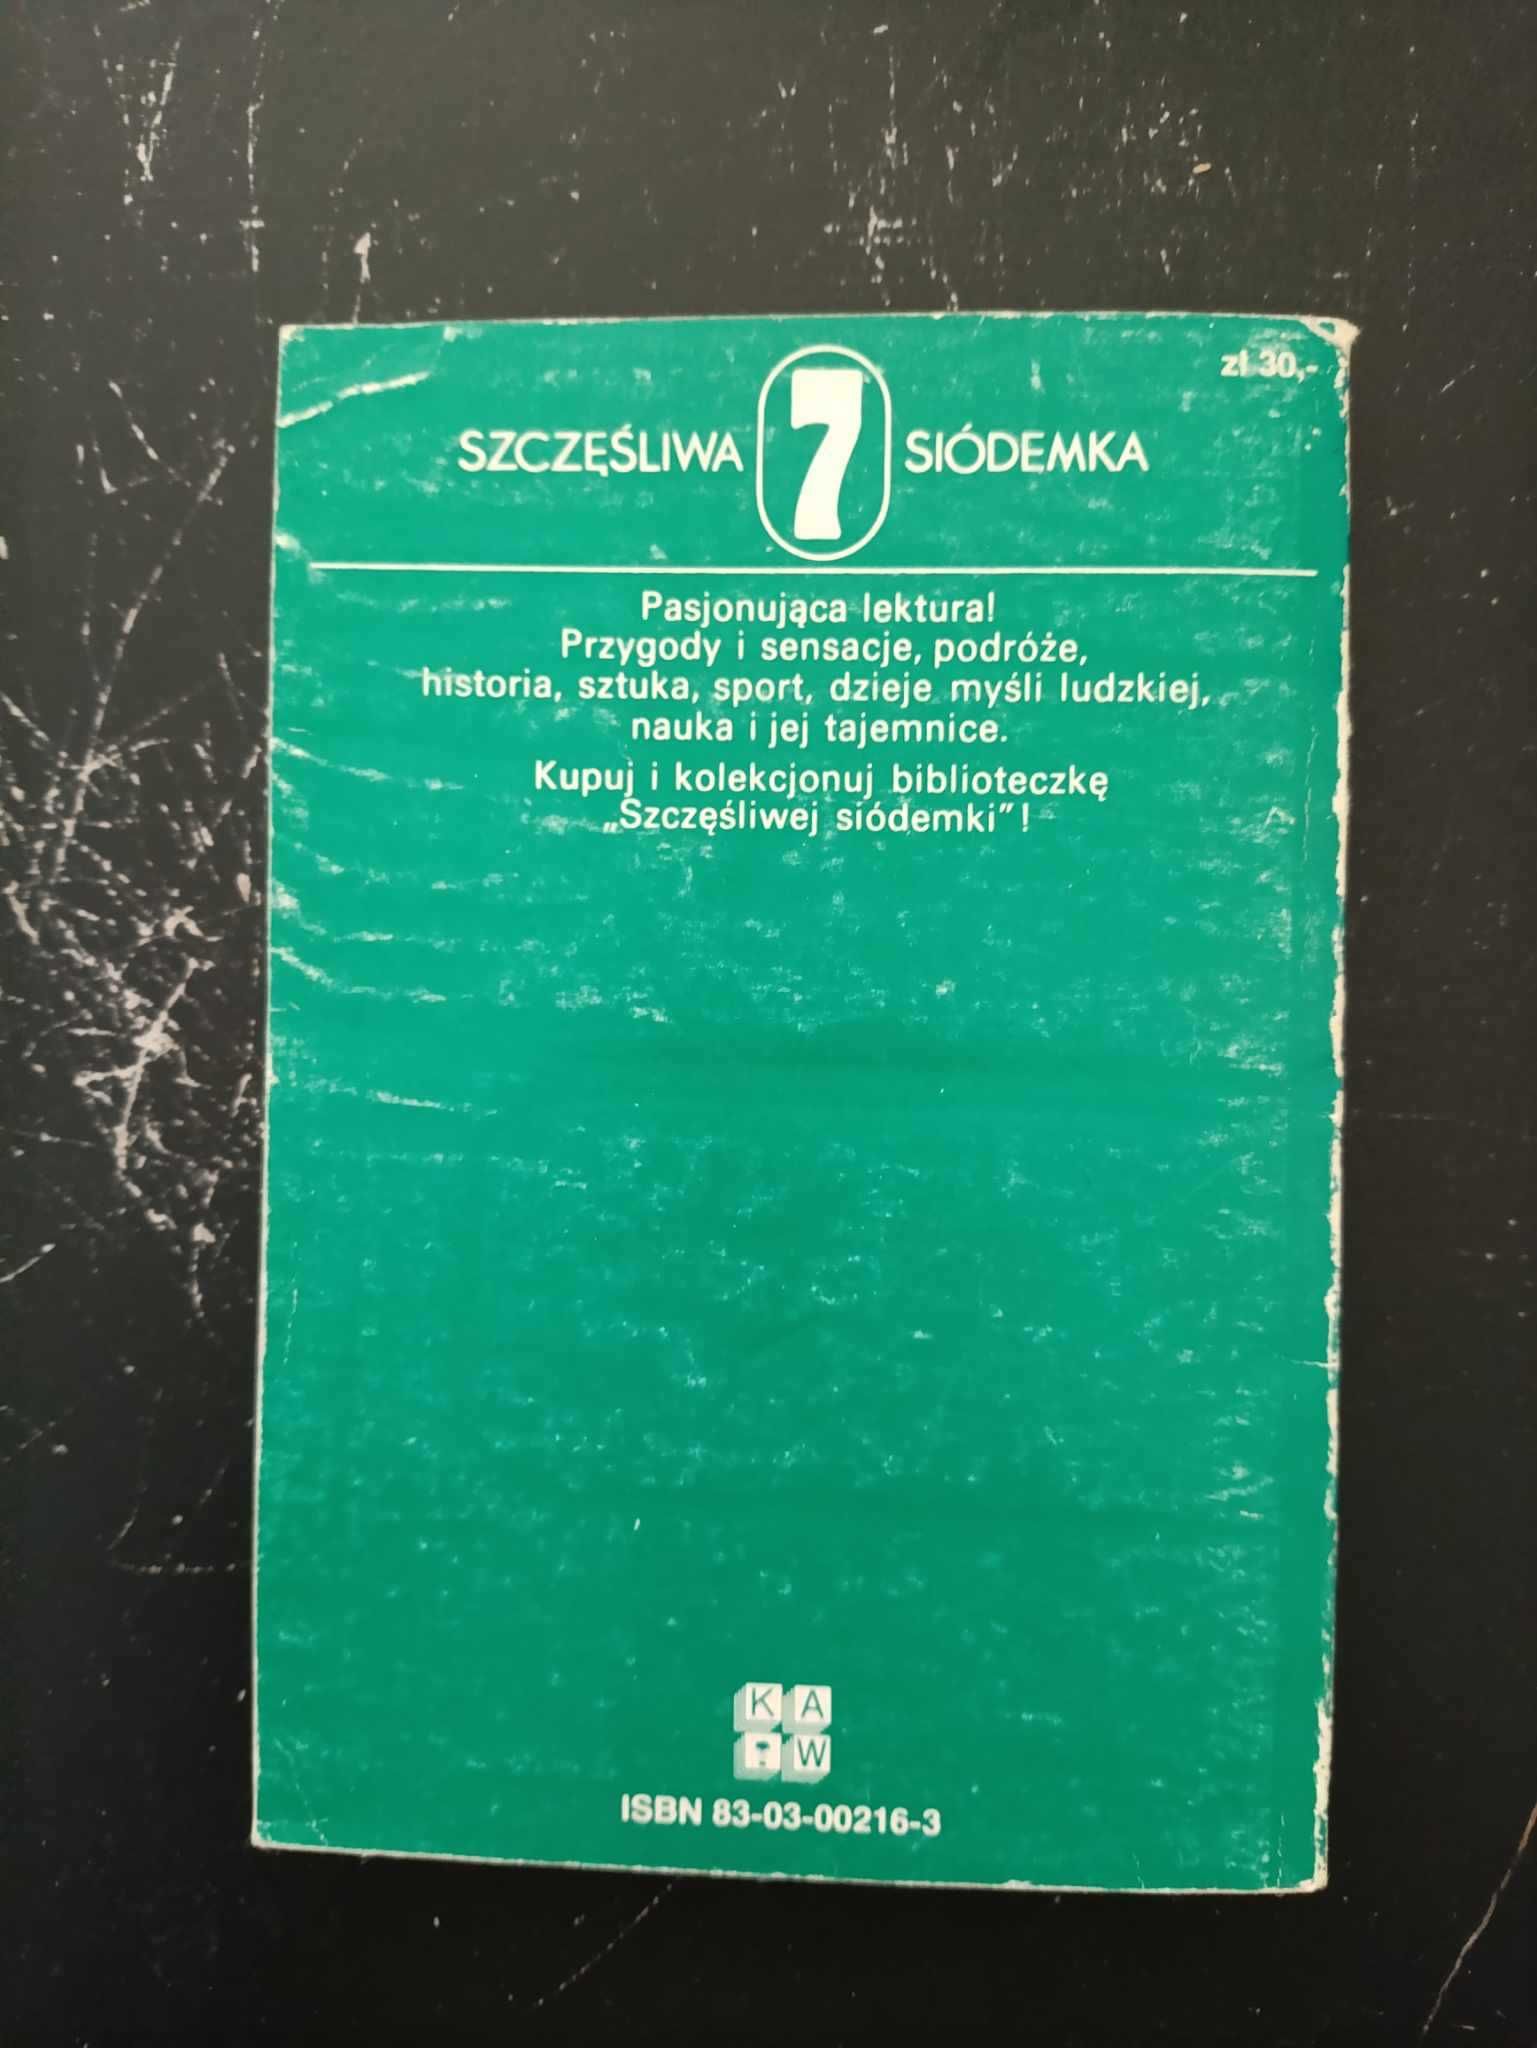 zł 30,-
SZCZĘŚLIWA 7 SIÓDEMKA
Pasjonująca lektura!
Przygody i sensacje, podróże,
historia, sztuka, sport, dzieje myśli ludzkiej,
nauka i jej tajemnice.
Kupuj i kolekcjonuj biblioteczkę
„Szczęśliwej siódemki”!
K A
W
ISBN 83-03-00216-3